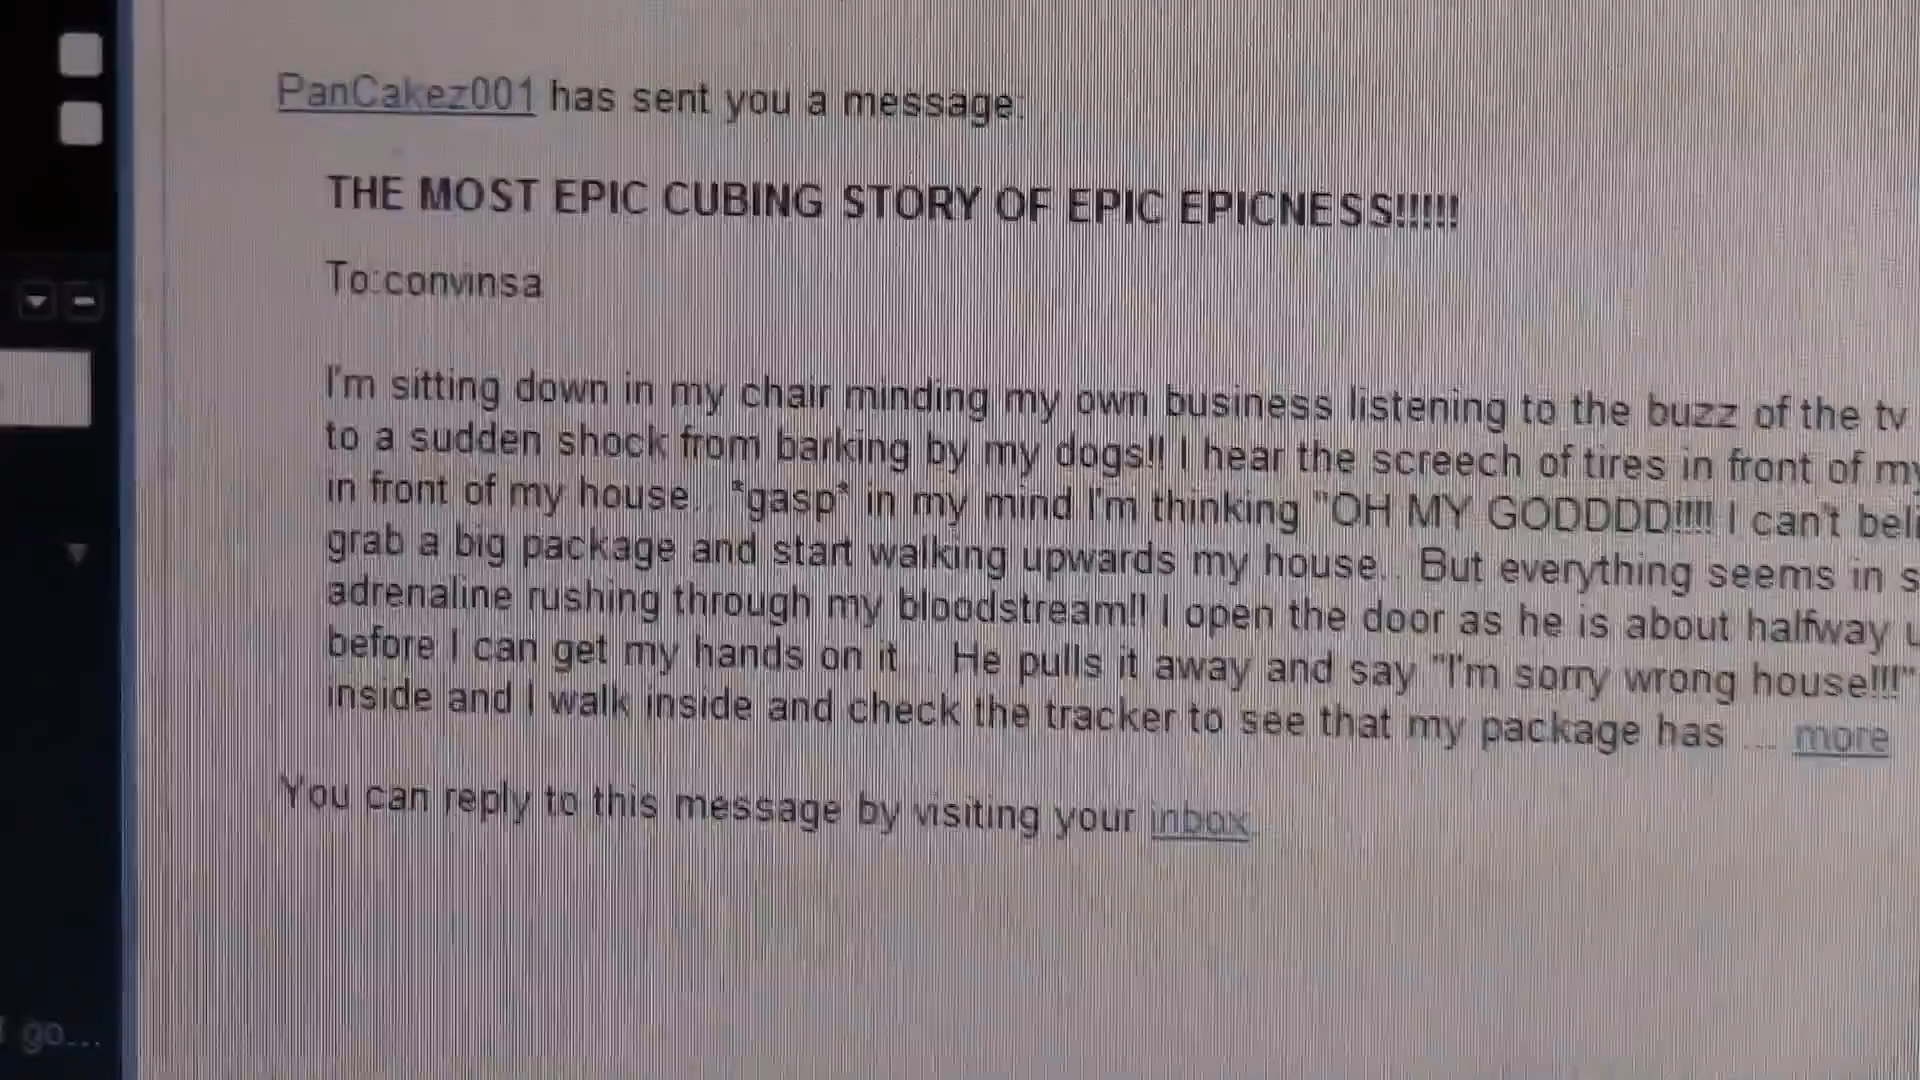 PanCakez001 has sent you a message:
THE MOST EPIC CUBING STORY OF EPIC EPICNESS!!!!!
To:convinsa
I'm sitting down in my chair minding my own business listening to the buzz of the tv
to a sudden shock from barking by my dogs!! I hear the screech of tires in front of my
in front of my house.. *gasp* in my mind I'm thinking "OH MY GODDDD!!!! I can't beli
grab a big package and start walking upwards my house.. But everything seems in s
adrenaline rushing through my bloodstream!! I open the door as he is about halfway u
before I can get my hands on it... He pulls it away and say "I'm sorry wrong house!!!"
inside and I walk inside and check the tracker to see that my package has ... more
You can reply to this message by visiting your inbox.
go...